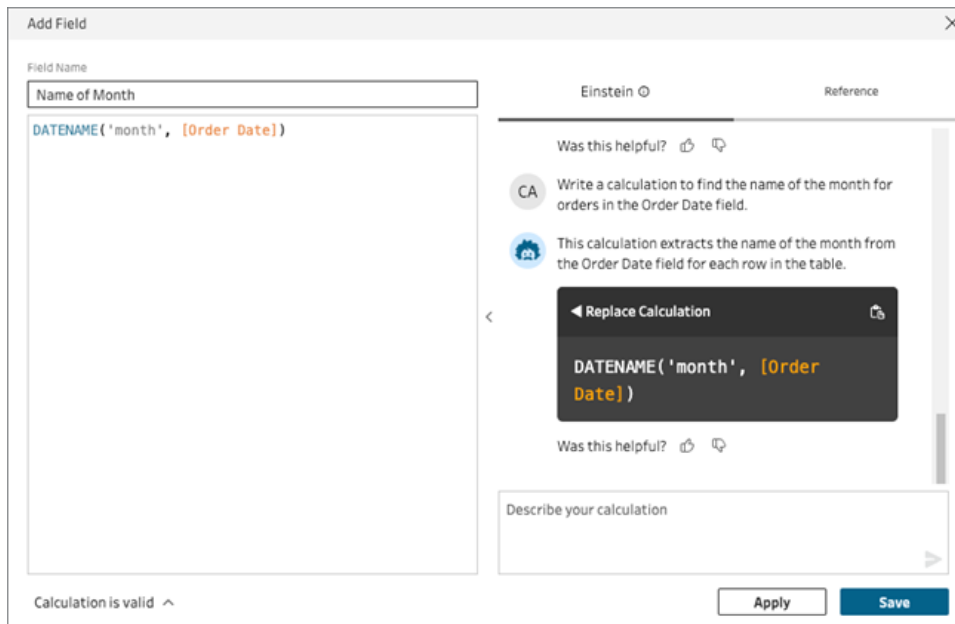 Add Field
Field Name
Name of Month
DATENAME('month', [Order Date])
Einstein
Reference
Was this helpful?
CA
Write a calculation to find the name of the month for
orders in the Order Date field.
This calculation extracts the name of the month from
the Order Date field for each row in the table.
Replace Calculation
DATENAME('month', [Order
Date])
Was this helpful?
Describe your calculation
Calculation is valid
Apply
Save